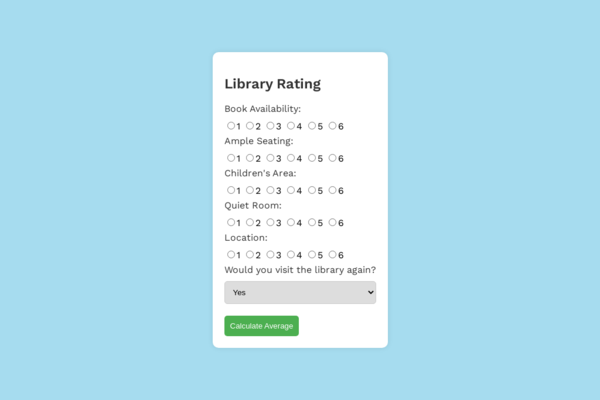 Library Rating
Book Availability:
1 2 3 4 5 6
Ample Seating:
1 2 3 4 5 6
Children's Area:
1 2 3 4 5 6
Quiet Room:
1 2 3 4 5 6
Location:
1 2 3 4 5 6
Would you visit the library again?
Yes
Calculate Average